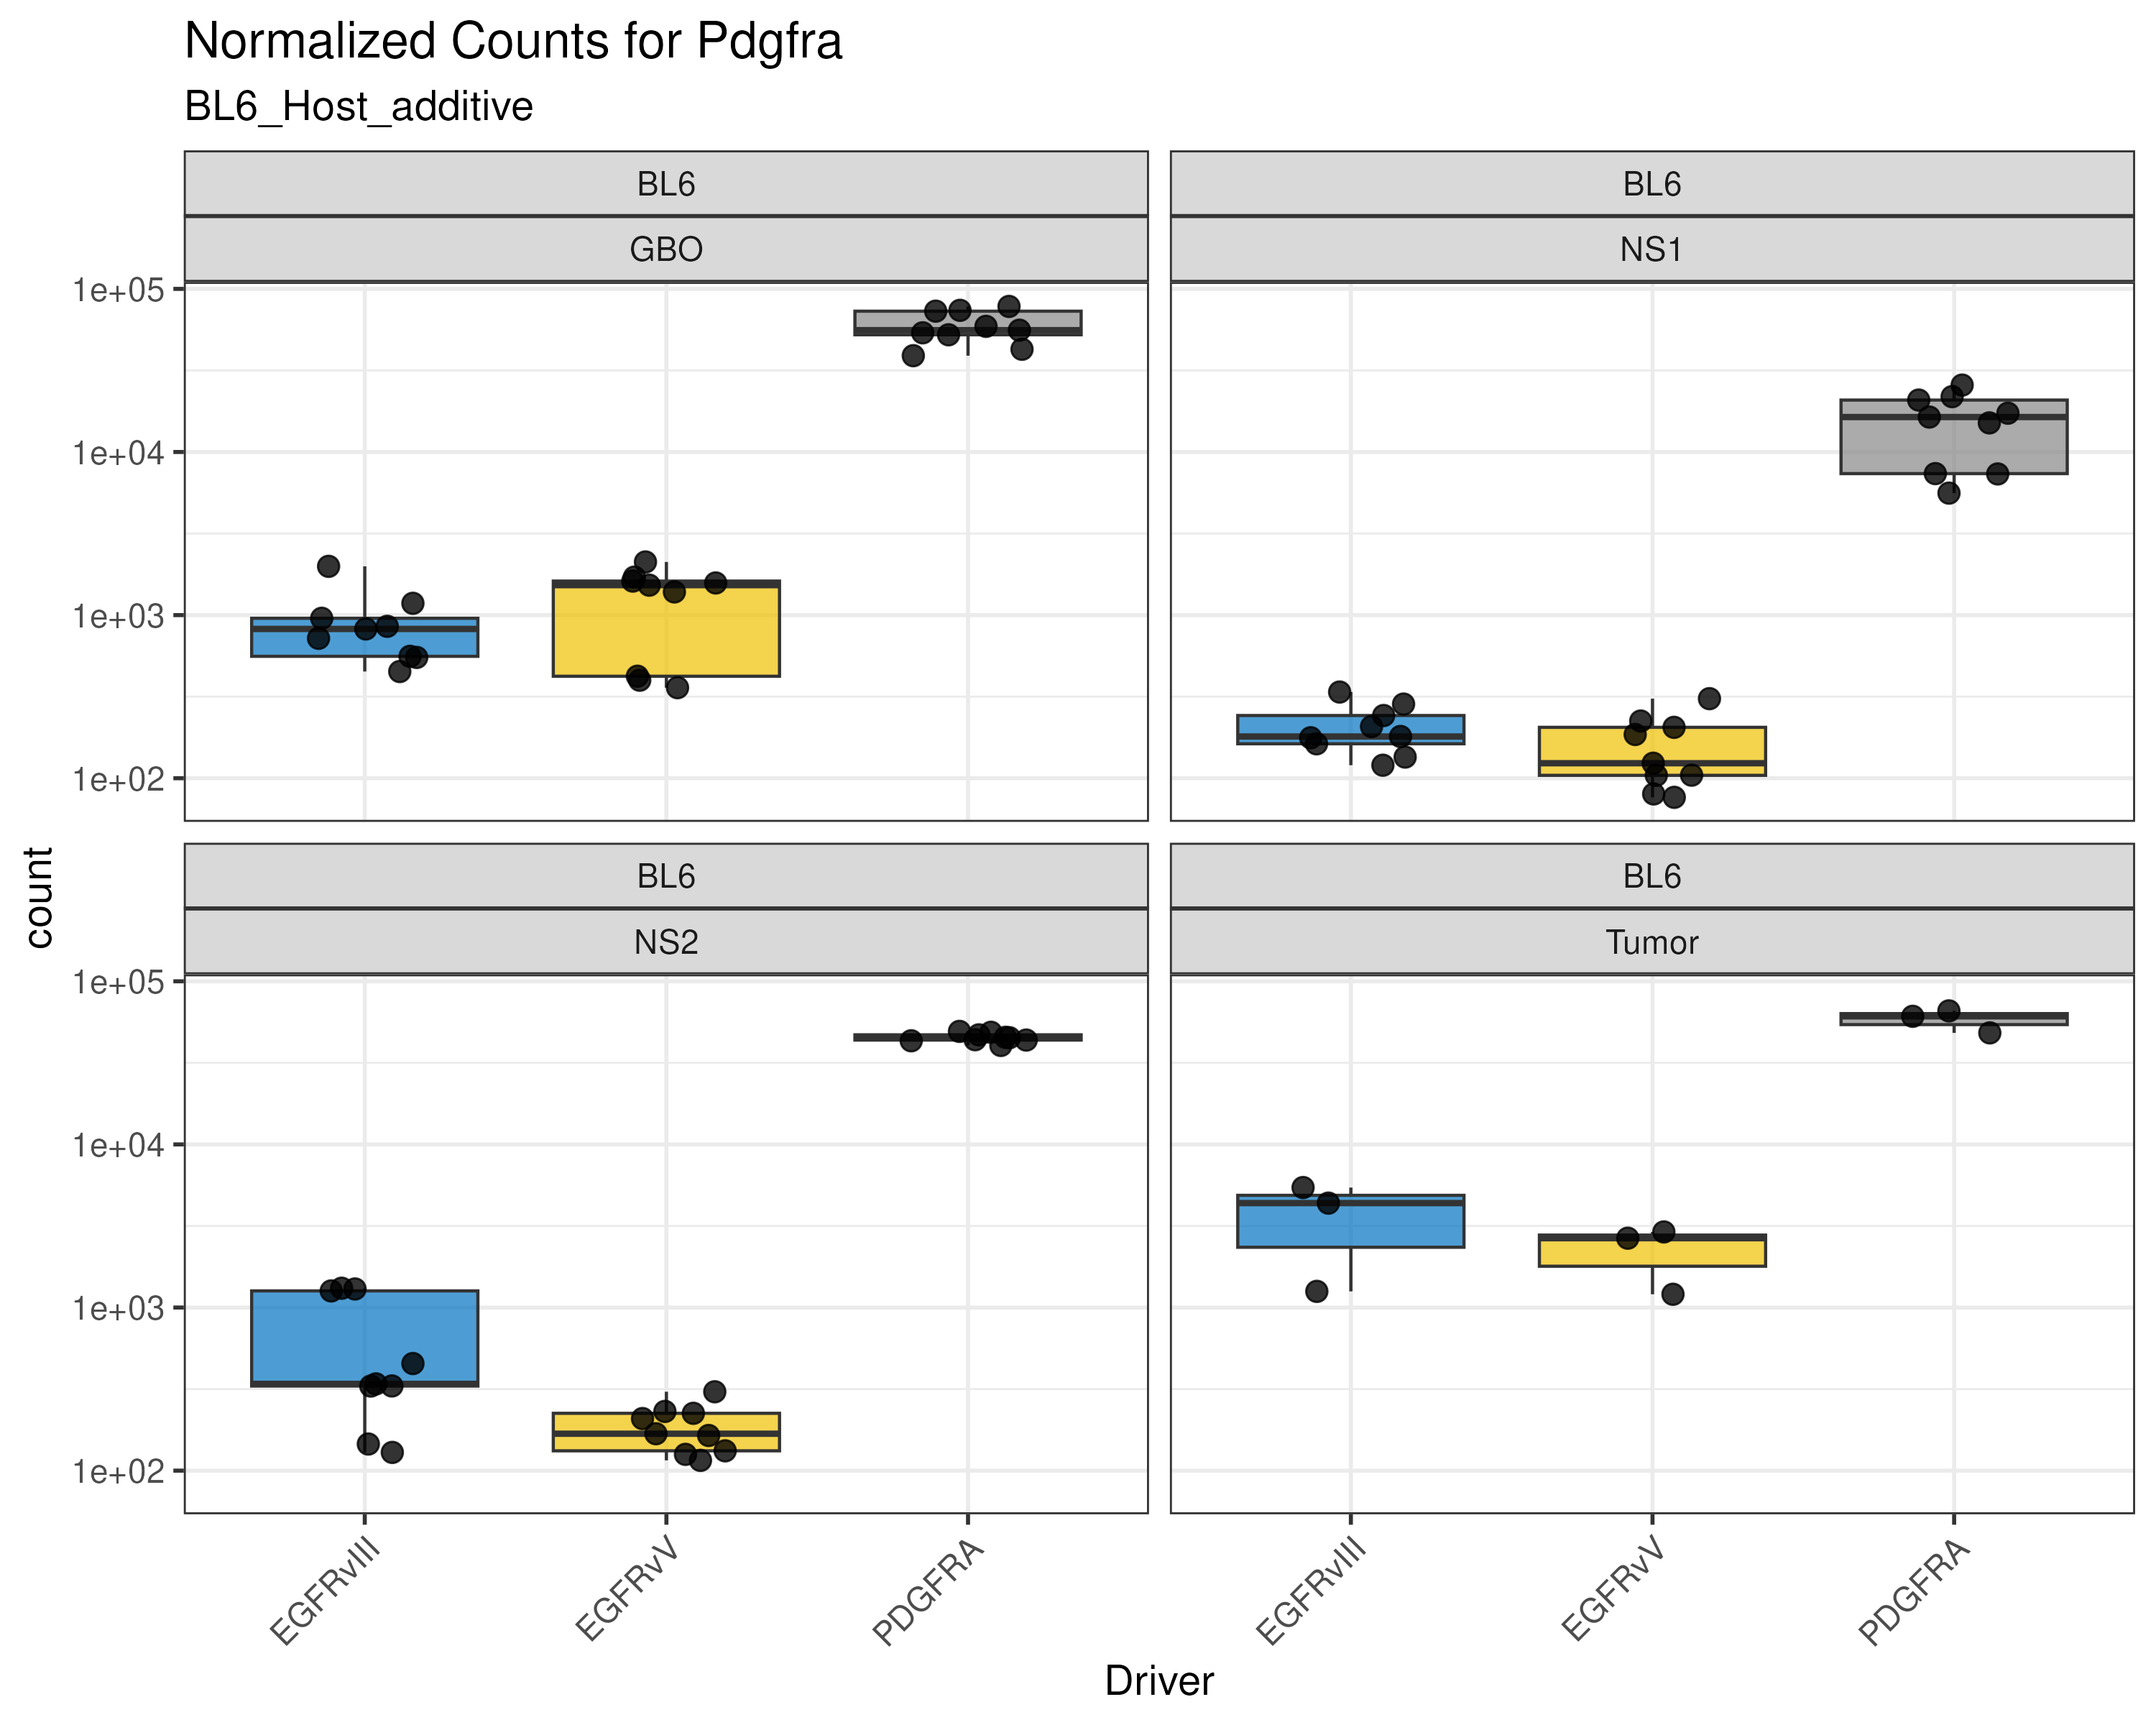 Normalized Counts for Pdgfra
BL6_Host_additive
BL6
BL6
GBO
NS1
1e+05
1e+04
1e+03
1e+02
BL6
BL6
NS2
Tumor
1e+05
1e+04
1e+03
1e+02
count
EGFRvIII
EGFRvV
PDGFRA
EGFRvIII
EGFRvV
PDGFRA
Driver